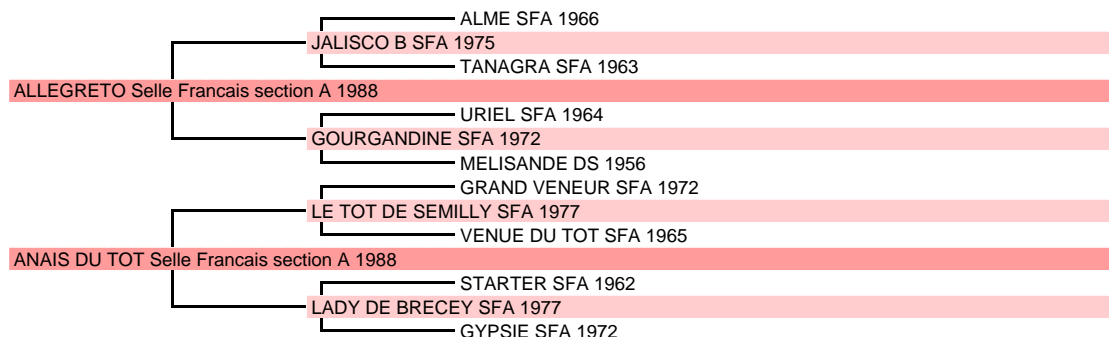 ALME SFA 1966
JALISCO B SFA 1975
TANAGRA SFA 1963
ALLEGRETO Selle Francais section A 1988
URIEL SFA 1964
GOURGANDINE SFA 1972
MELISANDE DS 1956
GRAND VENEUR SFA 1972
LE TOT DE SEMILLY SFA 1977
VENUE DU TOT SFA 1965
ANAIS DU TOT Selle Francais section A 1988
STARTER SFA 1962
LADY DE BRECEY SFA 1977
GYPSIE SFA 1972